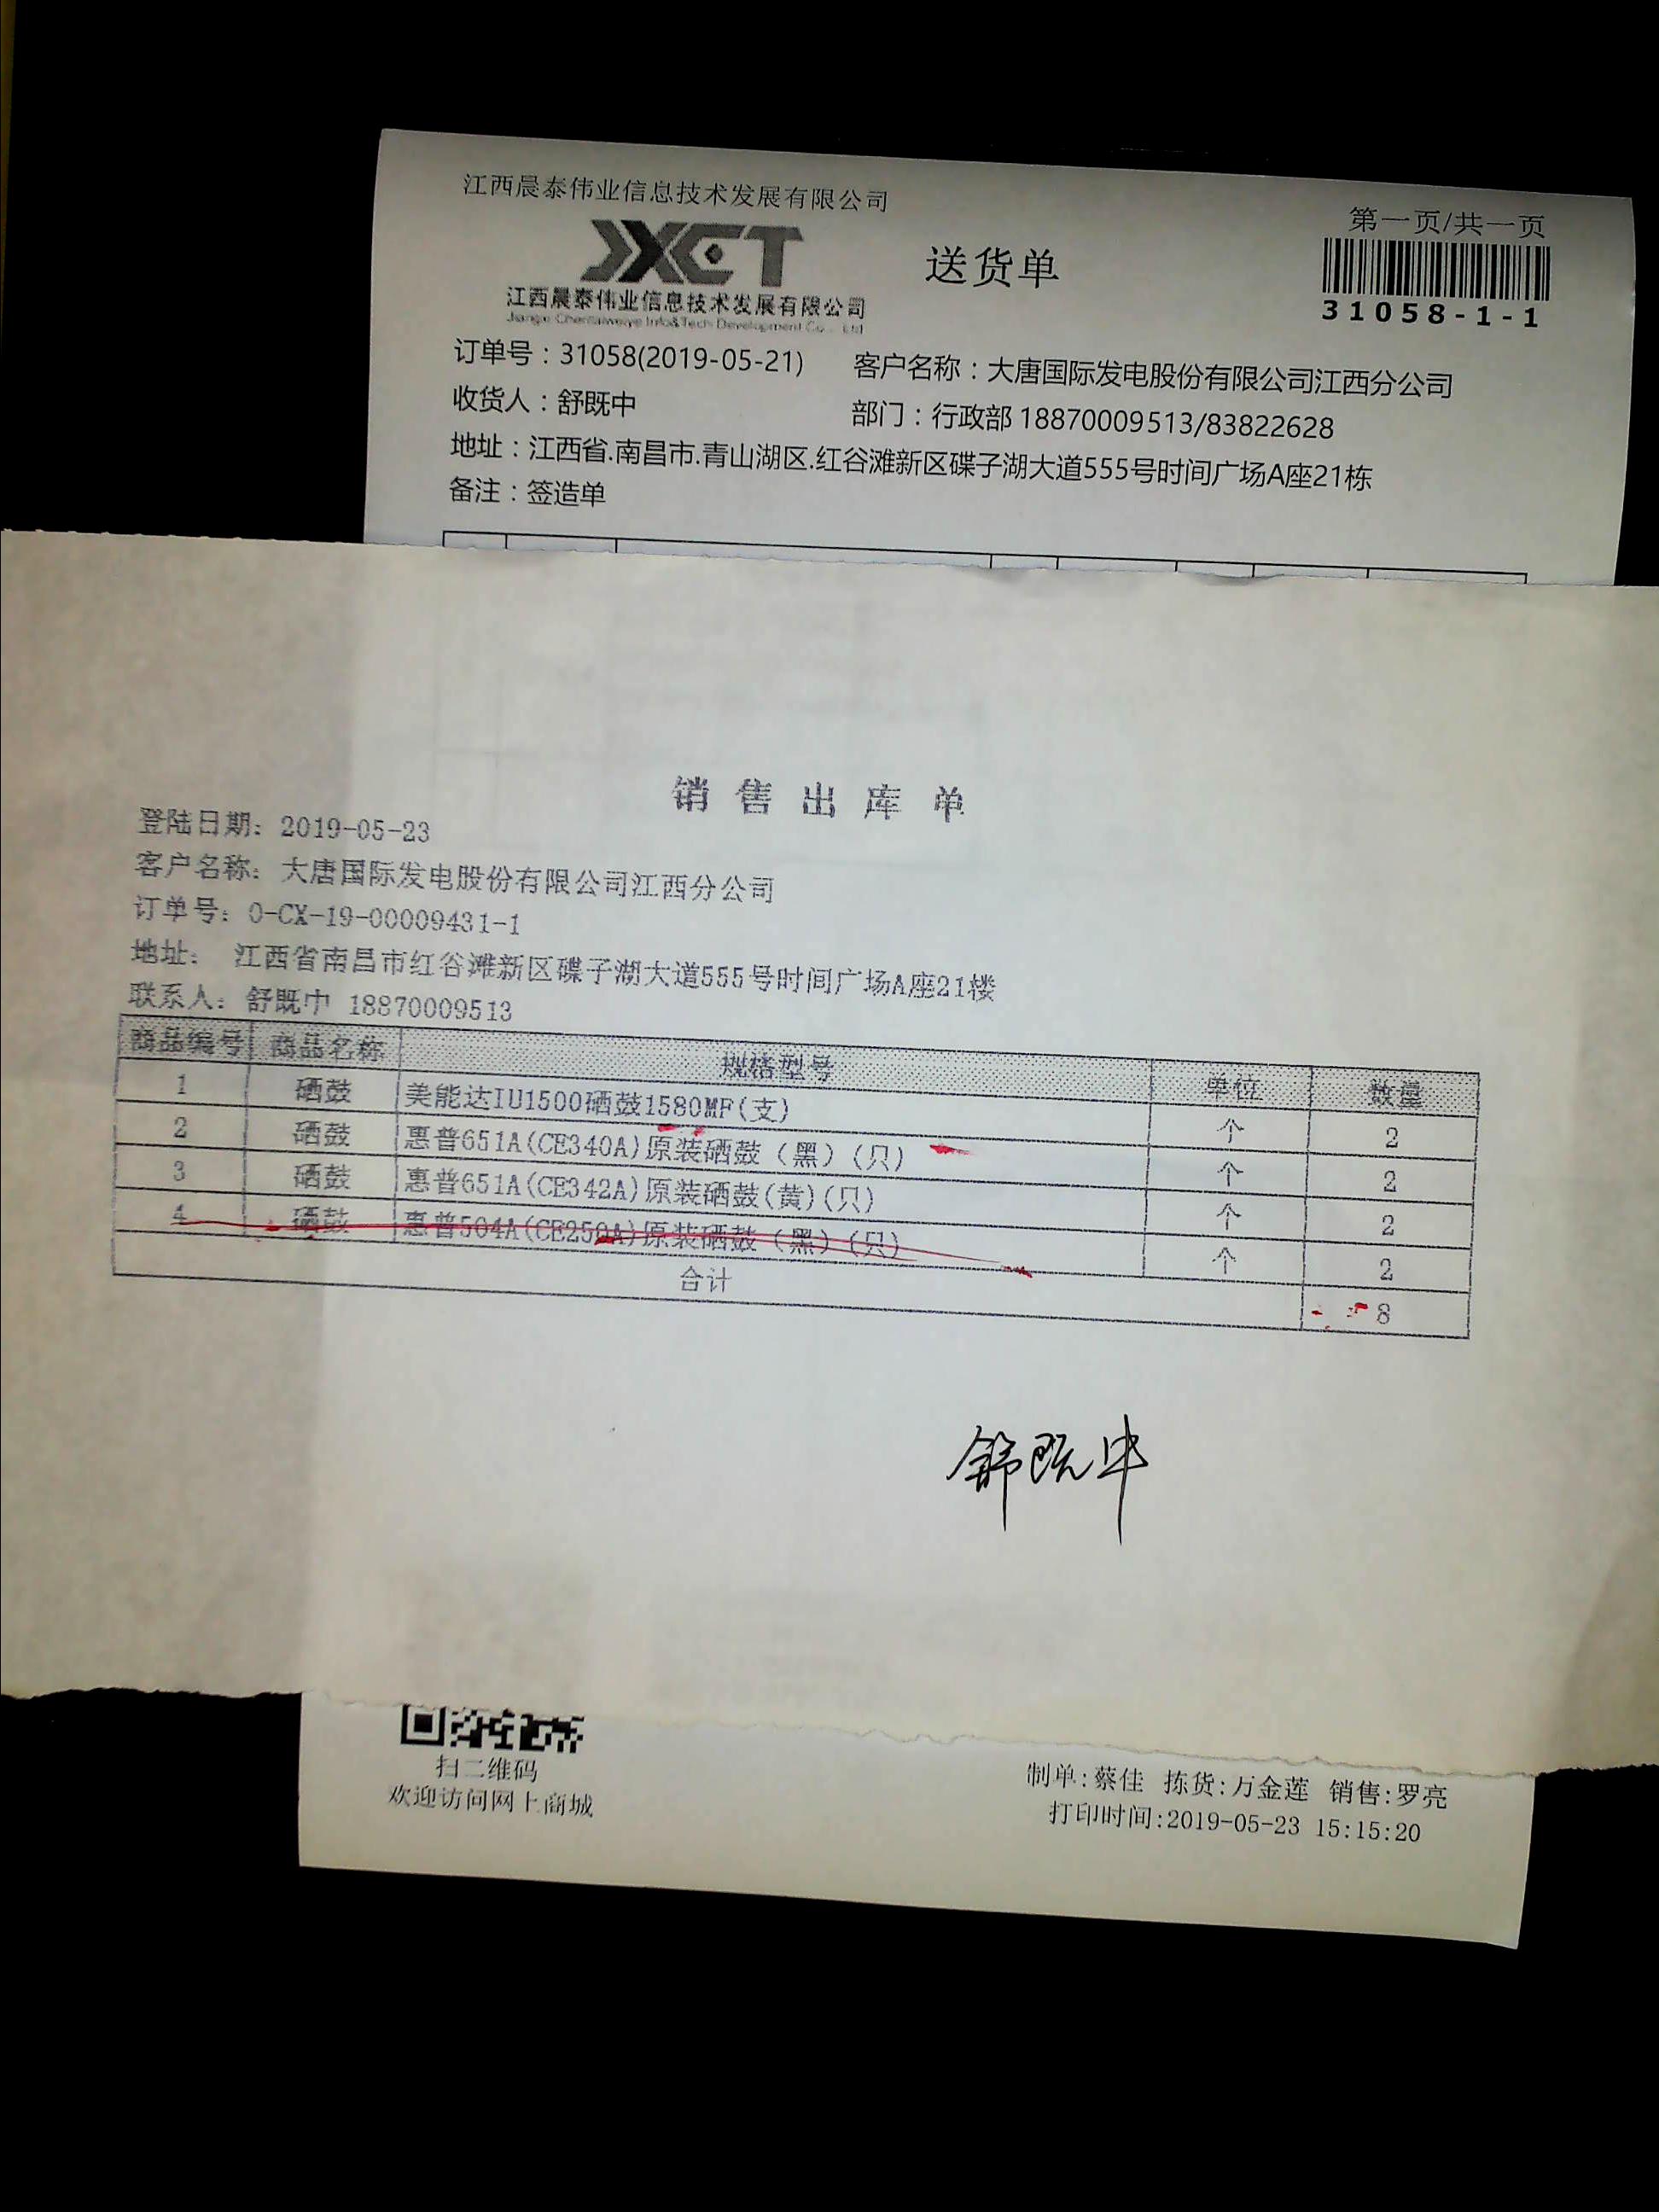 江西晨泰伟业信息技术发展有限公司
第一页/共一页
JXCT
送货单
江西晨泰伟业信息技术发展有限公司
Jiangxi Chentaiweiye Info&Tech Development Co., Ltd
31058-1-1
订单号：31058(2019-05-21) 客户名称：大唐国际发电股份有限公司江西分公司
收货人：舒既中 部门：行政部 18870009513/83822628
地址：江西省.南昌市.青山湖区.红谷滩新区碟子湖大道555号时间广场A座21栋
备注：签造单
销售出库单
登陆日期：2019-05-23
客户名称：大唐国际发电股份有限公司江西分公司
订单号：O-CX-19-00009431-1
地址：江西省南昌市红谷滩新区碟子湖大道555号时间广场A座21楼
联系人：舒既中 18870009513
商品编号 商品名称 规格型号 单位 数量
1 硒鼓 美能达IU1500硒鼓1580MF(支) 个 2
2 硒鼓 惠普651A(CE340A)原装硒鼓（黑）(只) 个 2
3 硒鼓 惠普651A(CE342A)原装硒鼓(黄)(只) 个 2
4 硒鼓 惠普504A(CE250A)原装硒鼓（黑）(只) 个 2
合计 8
舒既中
扫二维码
欢迎访问网上商城
制单:蔡佳 拣货:万金莲 销售:罗亮
打印时间:2019-05-23 15:15:20